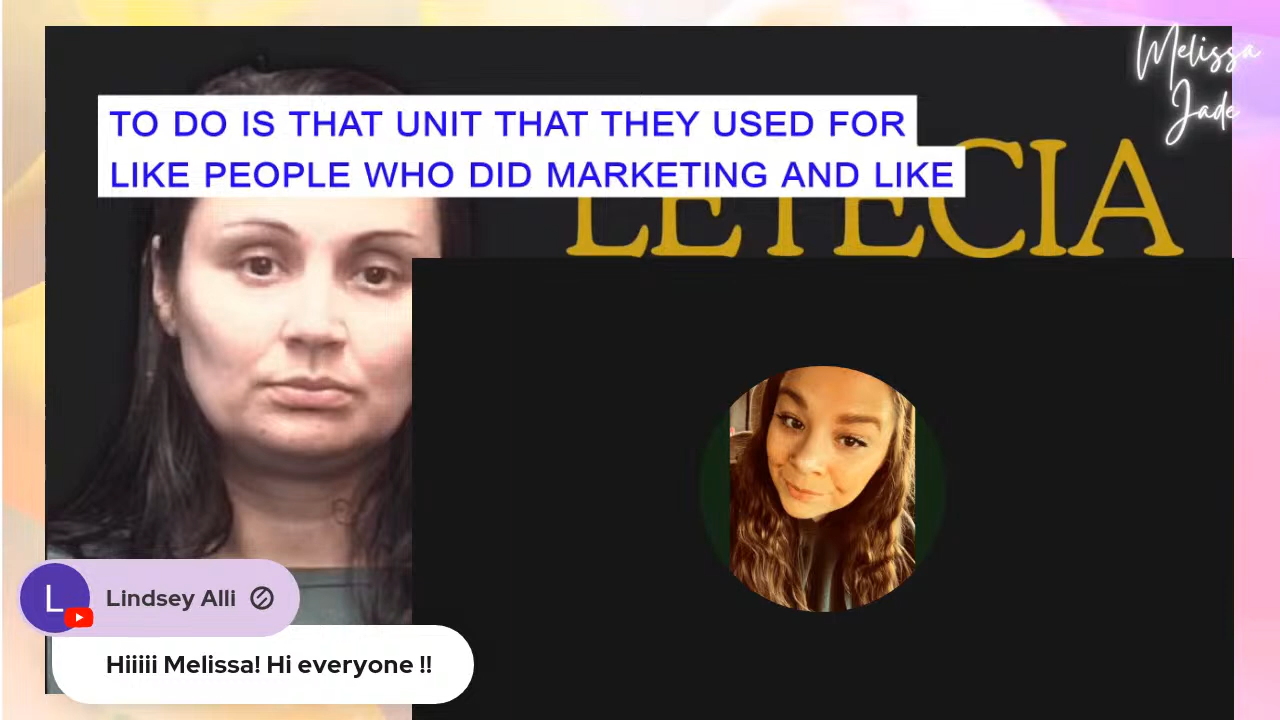 Melissa
Jade
TO DO IS THAT UNIT THAT THEY USED FOR
LIKE PEOPLE WHO DID MARKETING AND LIKE
LETECIA
L
Lindsey Alli
Hiiiii Melissa! Hi everyone !!